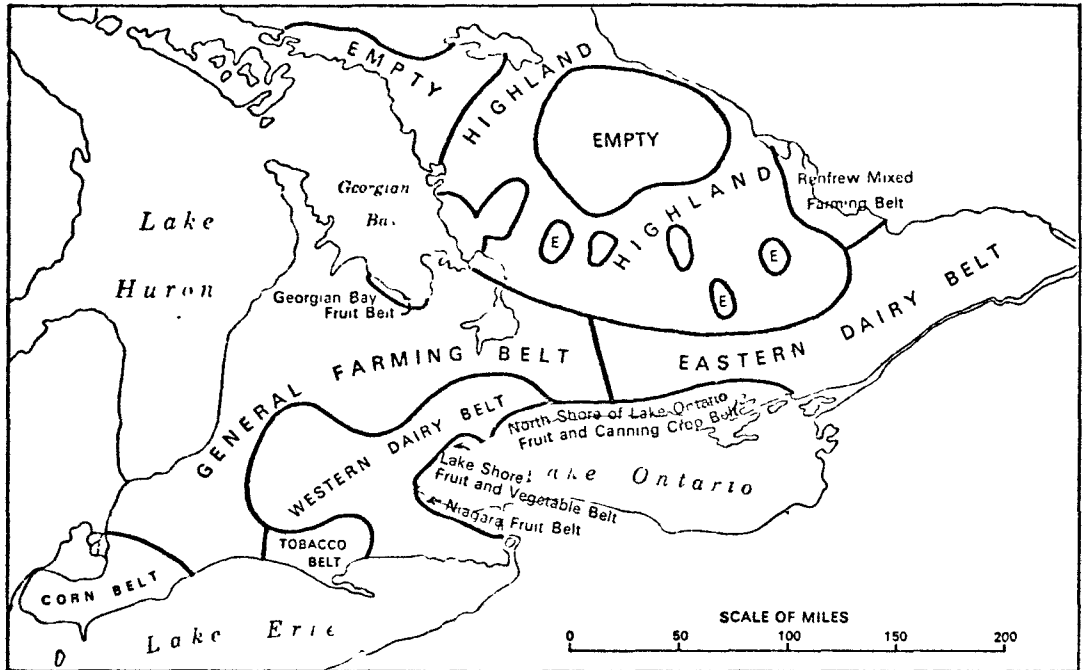 EMPTY
HIGHLAND
EMPTY
HIGHLAND
Renfrew Mixed
Farming Belt
Georgian
Bay
Lake
Huron
E
E
E
Georgian Bay
Fruit Belt
EASTERN DAIRY BELT
GENERAL FARMING BELT
WESTERN DAIRY BELT
North Shore of Lake Ontario
Fruit and Canning Crop Belt
Lake Shore
Fruit and Vegetable Belt
Lake Ontario
Niagara Fruit Belt
TOBACCO
BELT
CORN BELT
Lake Erie
SCALE OF MILES
0 50 100 150 200